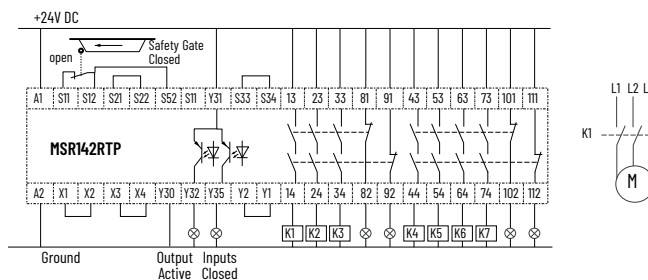 +24V DC
open
Safety Gate
Closed
A1 S11 S12 S21 S22 S52 S11 Y31 S33 S34 13 23 33 81 91 43 53 63 73 101 111
MSR142RTP
A2 X1 X2 X3 X4 Y30 Y32 Y35 Y2 Y1 14 24 34 82 92 44 54 64 74 102 112
K1 K2 K3 K4 K5 K6 K7
Ground
Output
Active
Inputs
Closed
L1 L2
K1
M